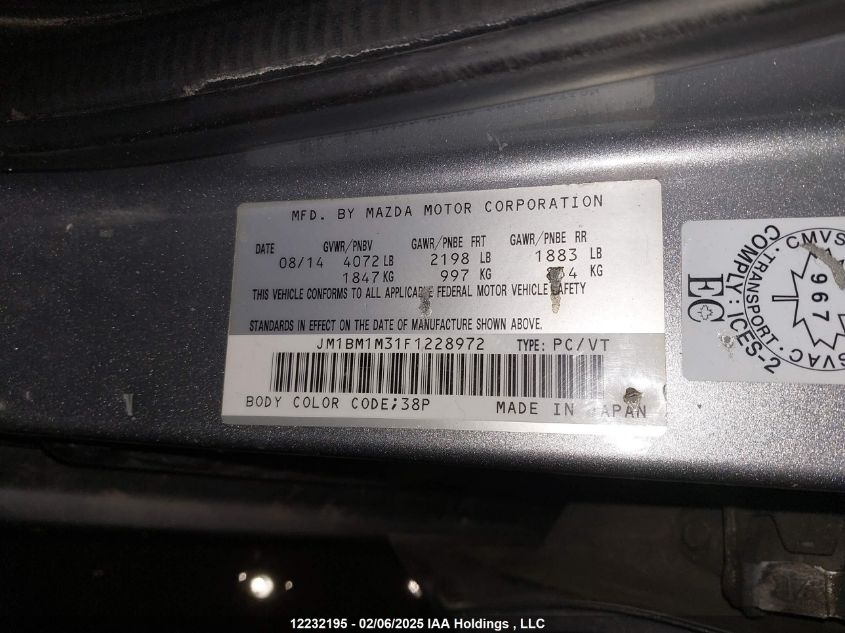 MFD. BY MAZDA MOTOR CORPORATION
DATE GVWR/PNBV GAWR/PNBE FRT GAWR/PNBE RR
08/14 4072 LB 2198 LB 1883 LB
1847 KG 997 KG KG
THIS VEHICLE CONFORMS TO ALL FEDERAL MOTOR VEHICLE SAFETY
STANDARDS IN EFFECT ON THE DATE OF MANUFACTURE SHOWN ABOVE.
JM1BM1M31F1228972 TYPE: PC/VT
BODY COLOR CODE;38P MADE IN JAPAN
EC
COMPLY: ICES-2
TRANSPORT
CMVS
967
SVAC
12232195 - 02/06/2025 IAA Holdings , LLC